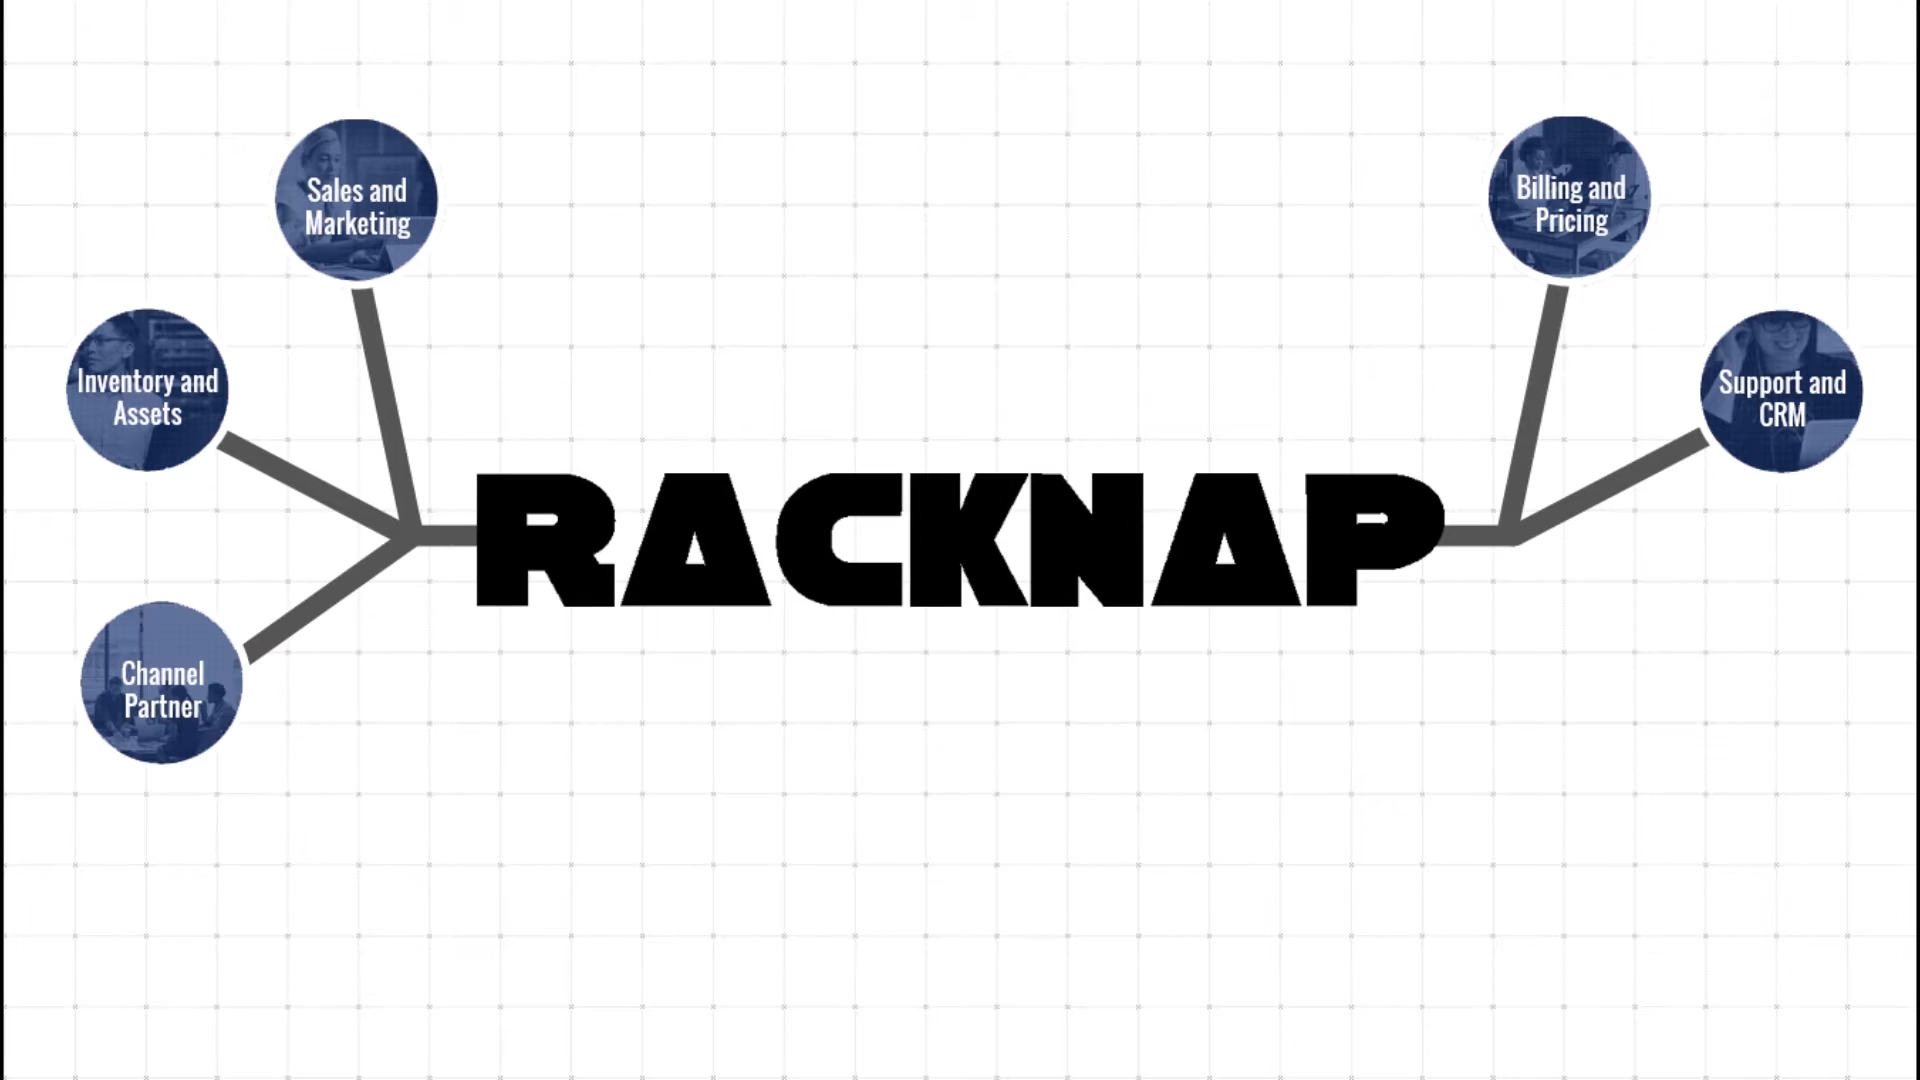 Sales and
Marketing
Inventory and
Assets
Channel
Partner
RACKNAP
Billing and
Pricing
Support and
CRM